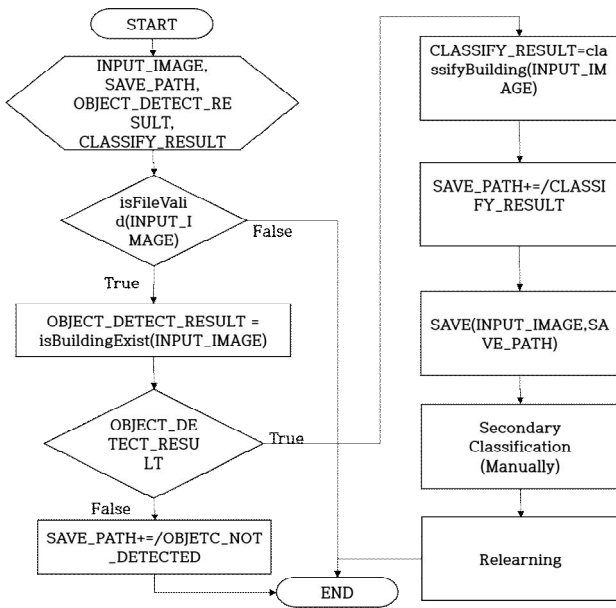 START
INPUT_IMAGE,
SAVE_PATH,
OBJECT_DETECT_RE
SULT,
CLASSIFY_RESULT
isFileVali
d(INPUT_I
MAGE)
False
True
OBJECT_DETECT_RESULT =
isBuildingExist(INPUT_IMAGE)
OBJECT_DE
TECT_RESU
LT
True
False
SAVE_PATH+=/OBJETC_NOT
_DETECTED
END
CLASSIFY_RESULT=cla
ssifyBuilding(INPUT_IM
AGE)
SAVE_PATH+=/CLASSI
FY_RESULT
SAVE(INPUT_IMAGE,SA
VE_PATH)
Secondary
Classification
(Manually)
Relearning